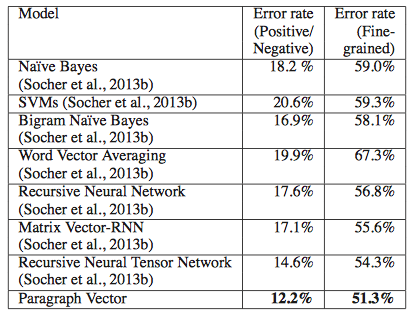 Model Error rate Error rate
(Positive/ (Fine-
Negative) grained)
Naïve Bayes 18.2 % 59.0%
(Socher et al., 2013b)
SVMs (Socher et al., 2013b) 20.6% 59.3%
Bigram Naïve Bayes 16.9% 58.1%
(Socher et al., 2013b)
Word Vector Averaging 19.9% 67.3%
(Socher et al., 2013b)
Recursive Neural Network 17.6% 56.8%
(Socher et al., 2013b)
Matrix Vector-RNN 17.1% 55.6%
(Socher et al., 2013b)
Recursive Neural Tensor Network 14.6% 54.3%
(Socher et al., 2013b)
Paragraph Vector 12.2% 51.3%